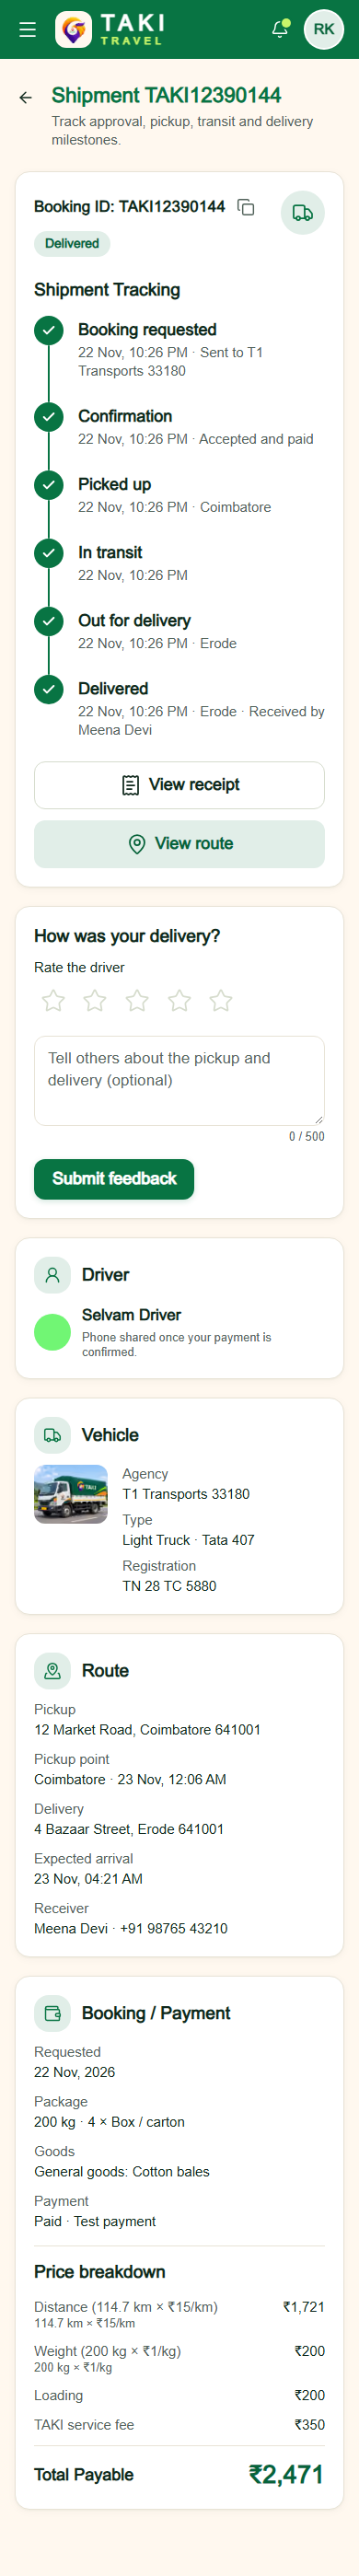 TAKI
TRAVEL
RK
Shipment TAKI12390144
Track approval, pickup, transit and delivery
milestones.
Booking ID: TAKI12390144
Delivered
Shipment Tracking
Booking requested
22 Nov, 10:26 PM · Sent to T1
Transports 33180
Confirmation
22 Nov, 10:26 PM · Accepted and paid
Picked up
22 Nov, 10:26 PM · Coimbatore
In transit
22 Nov, 10:26 PM
Out for delivery
22 Nov, 10:26 PM · Erode
Delivered
22 Nov, 10:26 PM · Erode · Received by
Meena Devi
View receipt
View route
How was your delivery?
Rate the driver
Tell others about the pickup and
delivery (optional)
0 / 500
Submit feedback
Driver
Selvam Driver
Phone shared once your payment is
confirmed.
Vehicle
TAKI
Agency
T1 Transports 33180
Type
Light Truck · Tata 407
Registration
TN 28 TC 5880
Route
Pickup
12 Market Road, Coimbatore 641001
Pickup point
Coimbatore · 23 Nov, 12:06 AM
Delivery
4 Bazaar Street, Erode 641001
Expected arrival
23 Nov, 04:21 AM
Receiver
Meena Devi · +91 98765 43210
Booking / Payment
Requested
22 Nov, 2026
Package
200 kg · 4 × Box / carton
Goods
General goods: Cotton bales
Payment
Paid · Test payment
Price breakdown
Distance (114.7 km × ₹15/km) ₹1,721
114.7 km × ₹15/km
Weight (200 kg × ₹1/kg) ₹200
200 kg × ₹1/kg
Loading ₹200
TAKI service fee ₹350
Total Payable ₹2,471